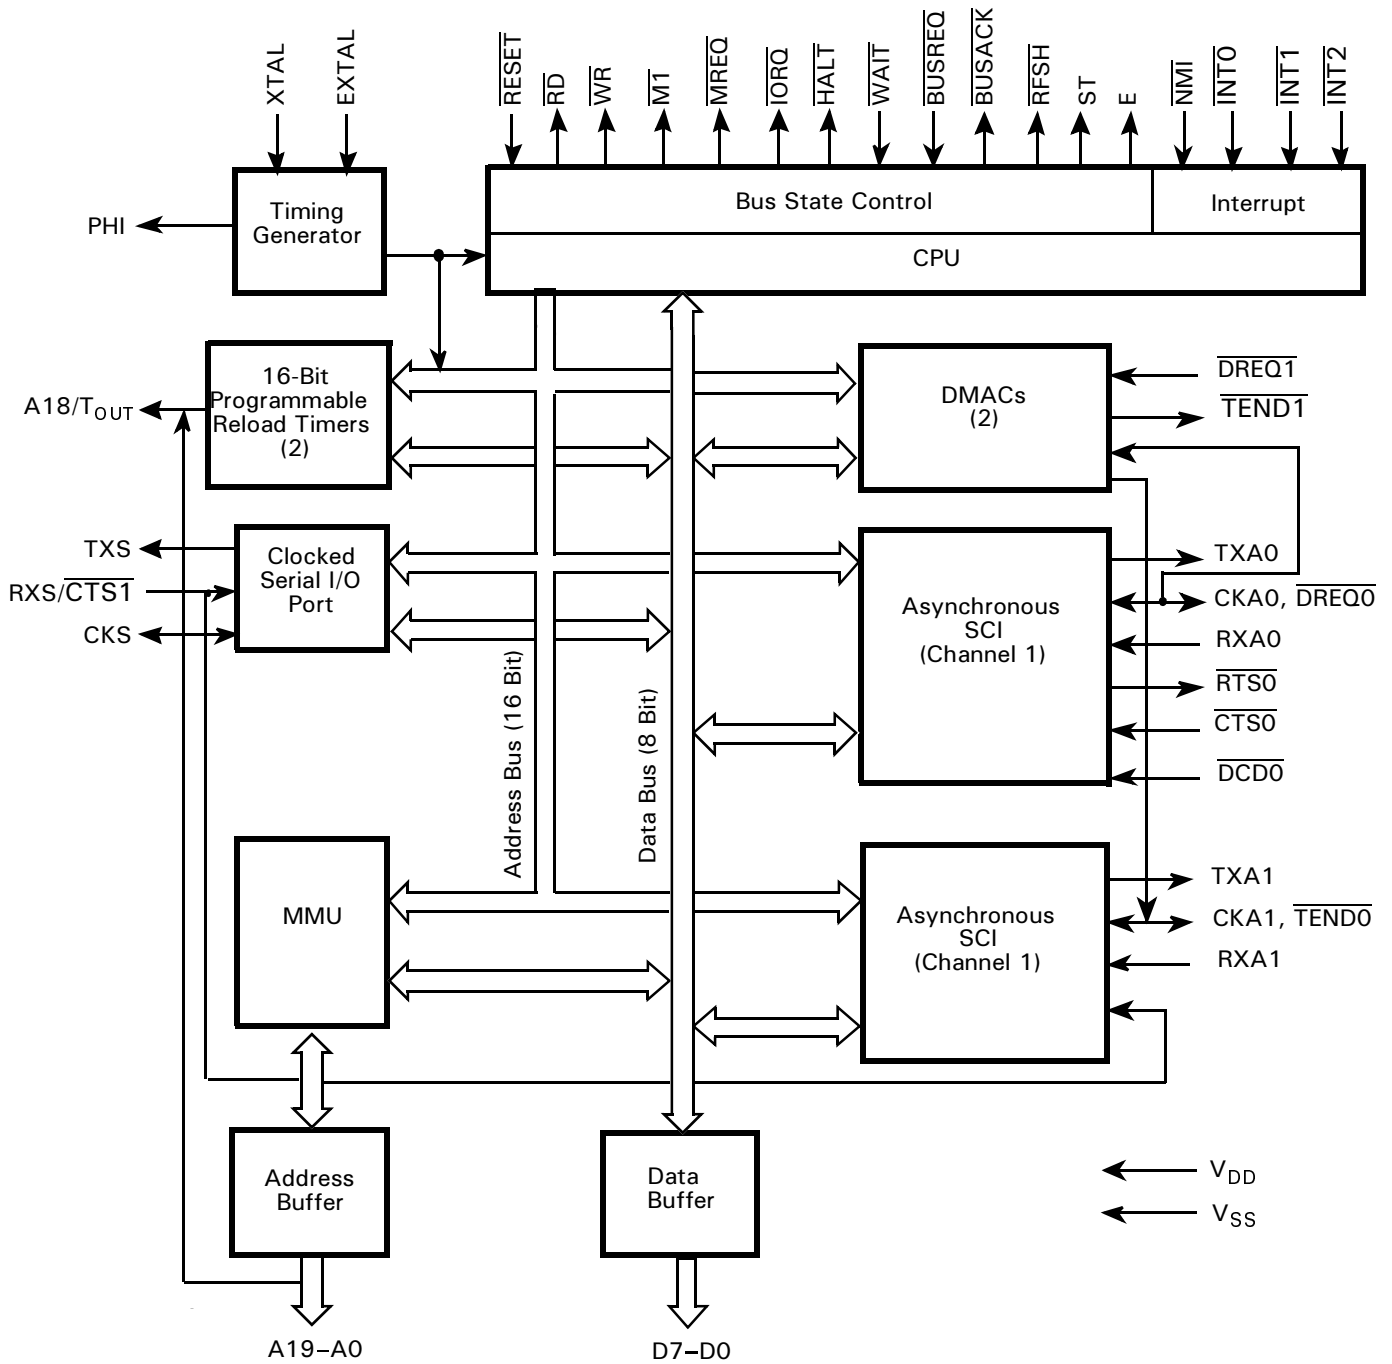 XTAL
EXTAL
RESET
RD
WR
M1
MREQ
IORQ
HALT
WAIT
BUSREQ
BUSACK
RFSH
ST
E
NMI
INT0
INT1
INT2
PHI
Timing
Generator
Bus State Control
Interrupt
CPU
16-Bit
Programmable
Reload Timers
(2)
A18/TOUT
DMACs
(2)
DREQ1
TEND1
TXS
RXS/CTS1
CKS
Clocked
Serial I/O
Port
Asynchronous
SCI
(Channel 1)
TXA0
CKA0, DREQ0
RXA0
RTS0
CTS0
DCD0
Address Bus (16 Bit)
Data Bus (8 Bit)
MMU
Asynchronous
SCI
(Channel 1)
TXA1
CKA1, TEND0
RXA1
Address
Buffer
Data
Buffer
VDD
VSS
A19–A0
D7–D0